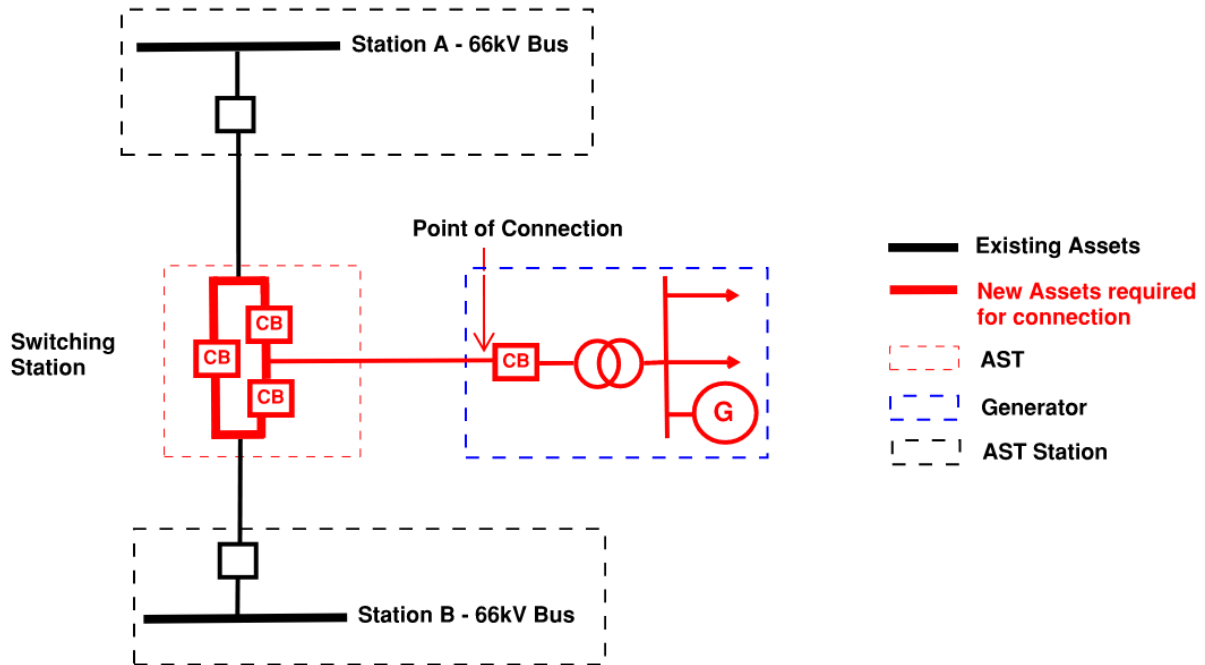 Station A - 66kV Bus
Point of Connection
Existing Assets
New Assets required
for connection
Switching
Station
CB
CB
CB
CB
AST
Generator
G
AST Station
Station B - 66kV Bus